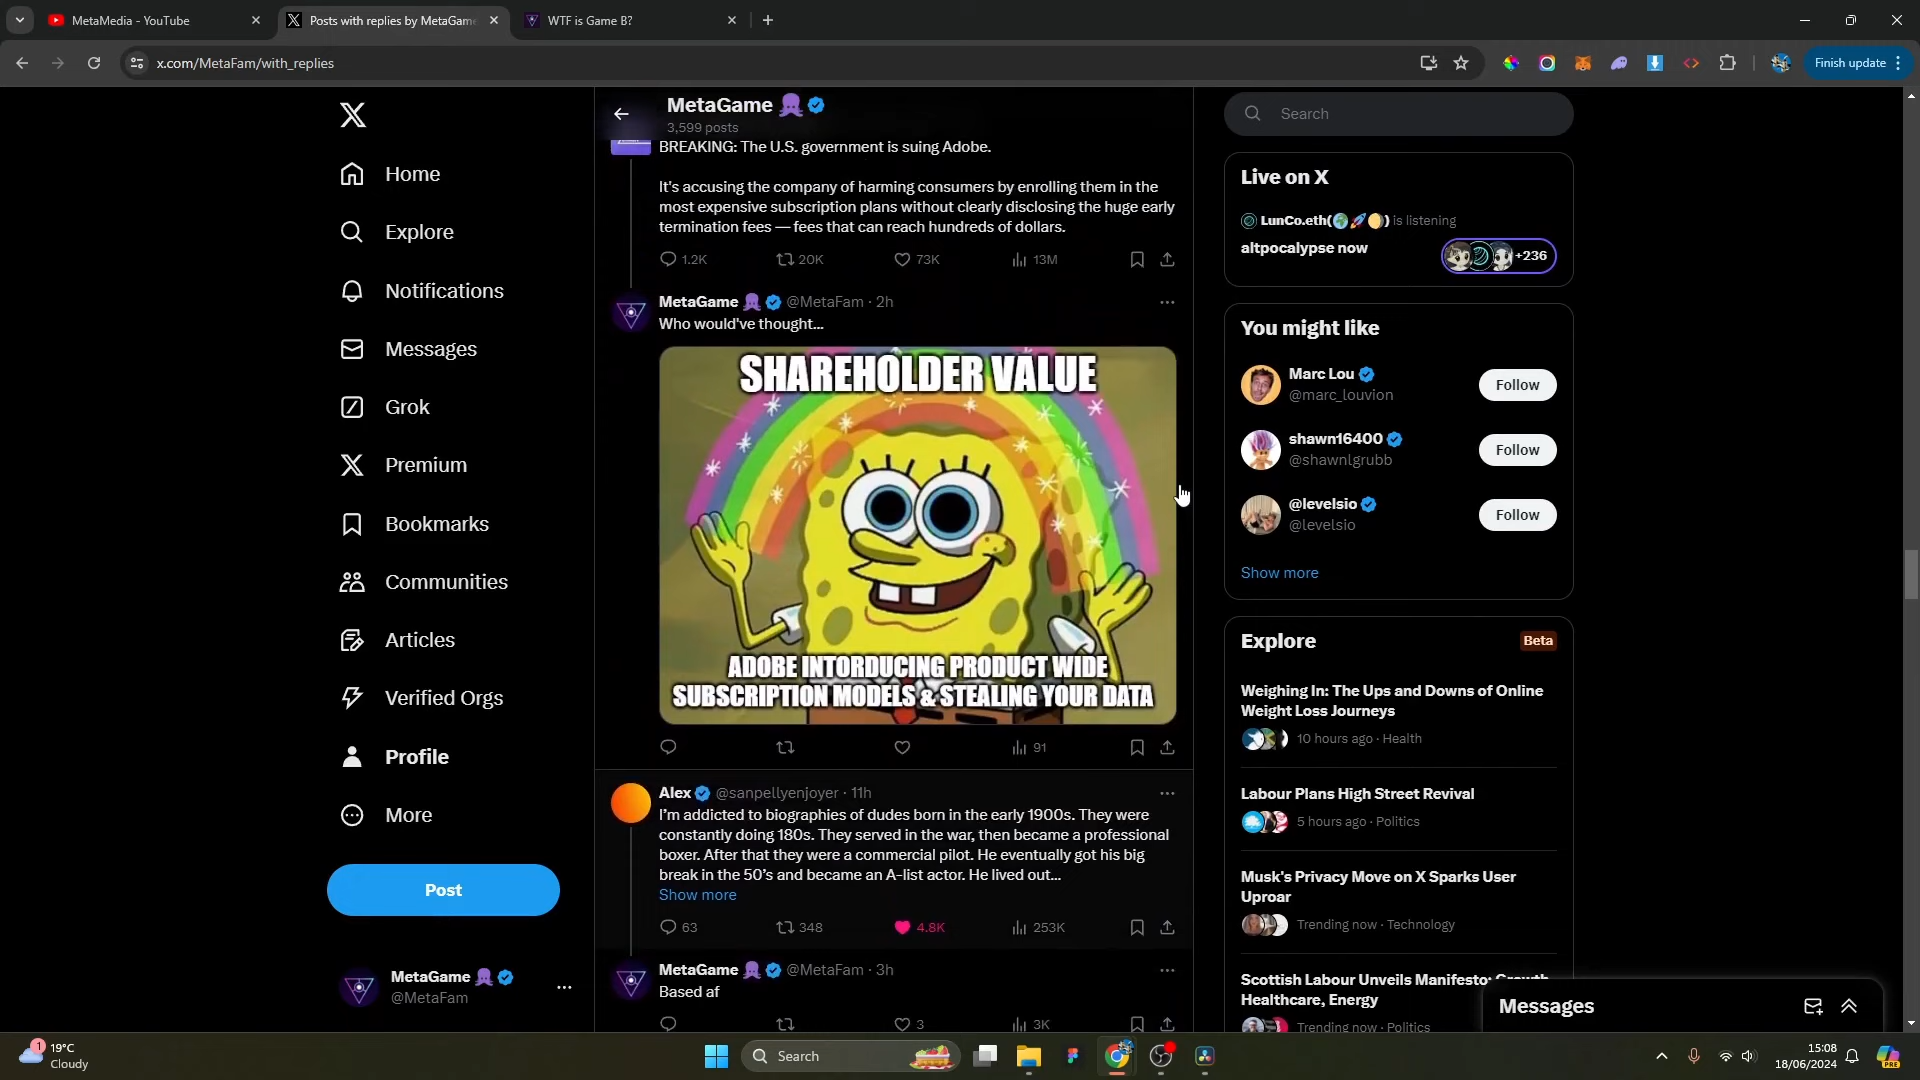 MetaMedia - YouTube
Posts with replies by MetaGame
WTF is Game B?
x.com/MetaFam/with_replies
Finish update
Home
Explore
Notifications
Messages
Grok
Premium
Bookmarks
Communities
Articles
Verified Orgs
Profile
More
Post
MetaGame
@MetaFam
MetaGame
3,599 posts
BREAKING: The U.S. government is suing Adobe.
It's accusing the company of harming consumers by enrolling them in the
most expensive subscription plans without clearly disclosing the huge early
termination fees — fees that can reach hundreds of dollars.
1.2K 20K 73K 13M
MetaGame @MetaFam · 2h
Who would've thought...
SHAREHOLDER VALUE
ADOBE INTORDUCING PRODUCT WIDE
SUBSCRIPTION MODELS & STEALING YOUR DATA
91
Alex @sanpellyenjoyer · 11h
I'm addicted to biographies of dudes born in the early 1900s. They were
constantly doing 180s. They served in the war, then became a professional
boxer. After that they were a commercial pilot. He eventually got his big
break in the 50's and became an A-list actor. He lived out...
Show more
63 348 4.8K 253K
MetaGame @MetaFam · 3h
Based af
3 3K
Search
Live on X
LunCo.eth() is listening
altpocalypse now
+236
You might like
Marc Lou
@marc_louvion
Follow
shawn16400
@shawnlgrubb
Follow
@levelsio
@levelsio
Follow
Show more
Explore
Beta
Weighing In: The Ups and Downs of Online
Weight Loss Journeys
10 hours ago · Health
Labour Plans High Street Revival
5 hours ago · Politics
Musk's Privacy Move on X Sparks User
Uproar
Trending now · Technology
Scottish Labour Unveils Manifesto: Growth,
Healthcare, Energy
Trending now · Politics
Messages
1
19°C
Cloudy
Search
15:08
18/06/2024
PRE